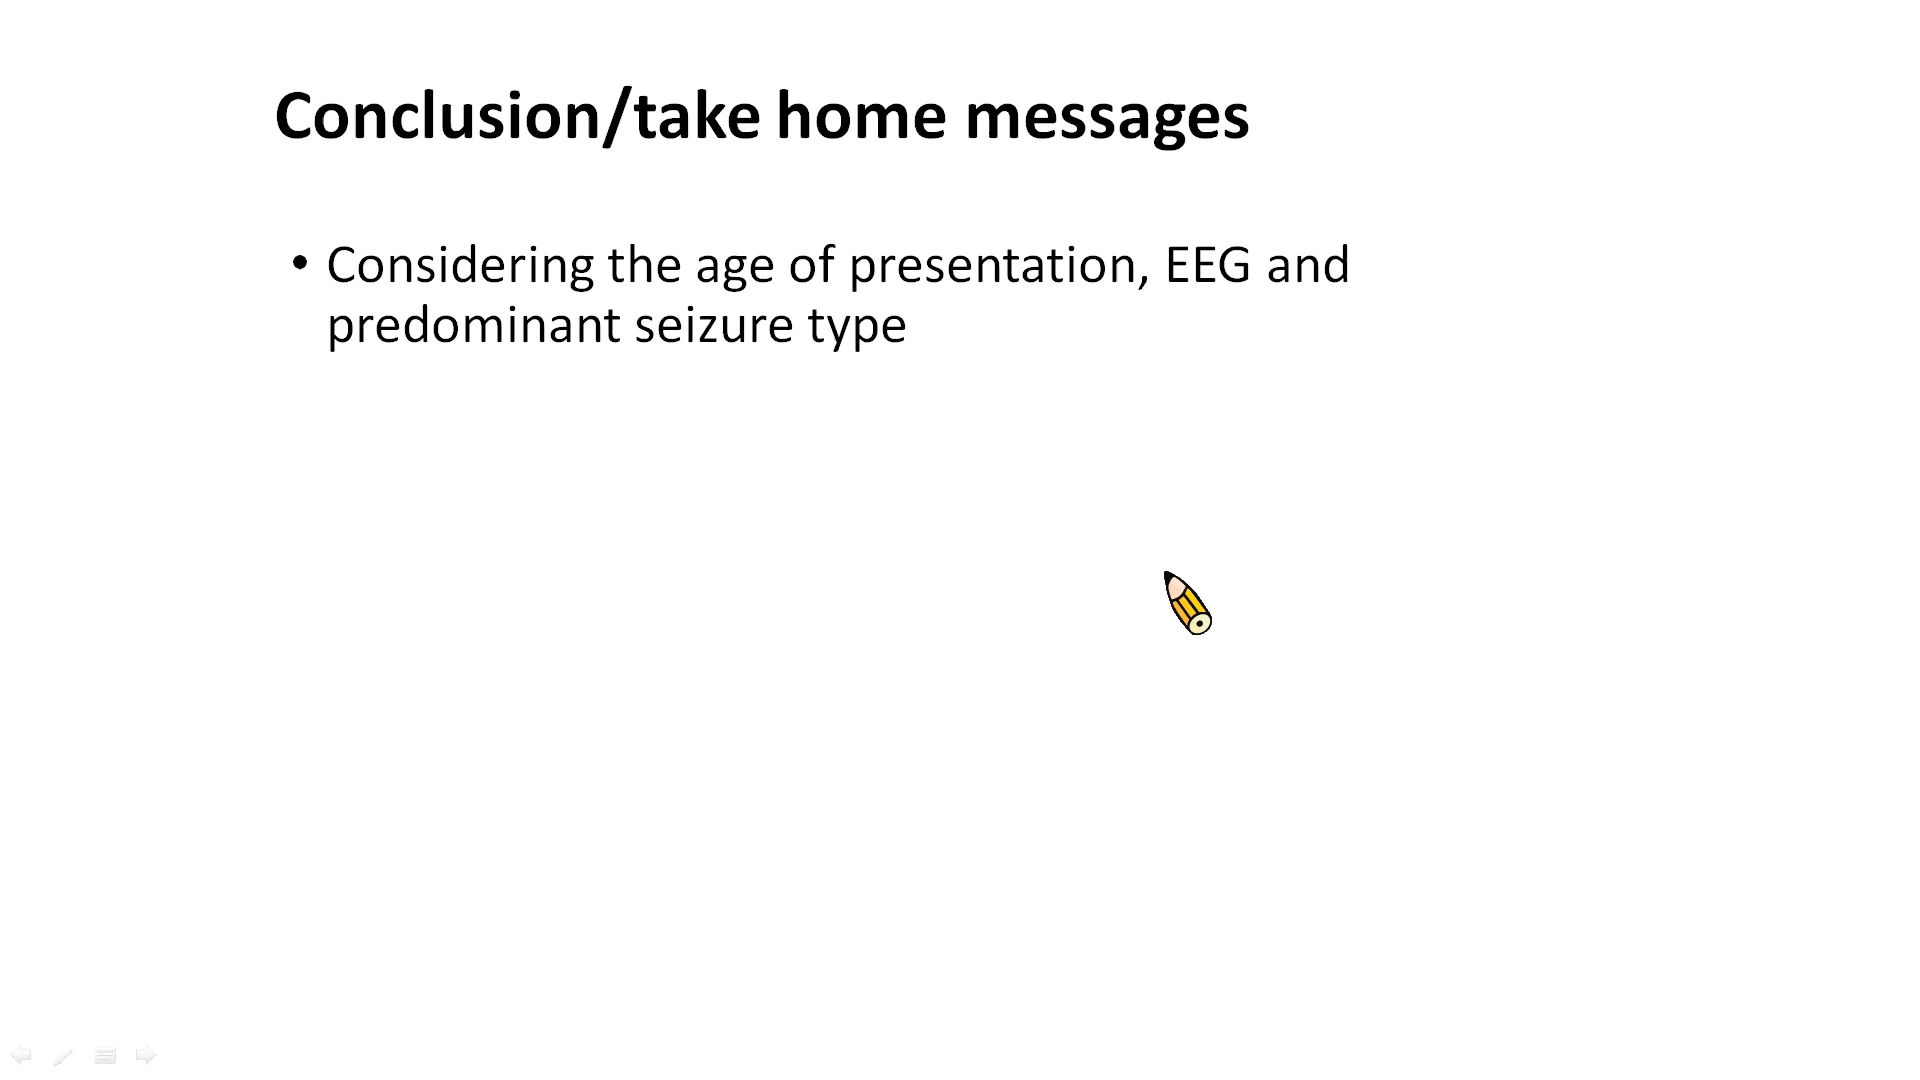 Conclusion/take home messages
• Considering the age of presentation, EEG and
predominant seizure type